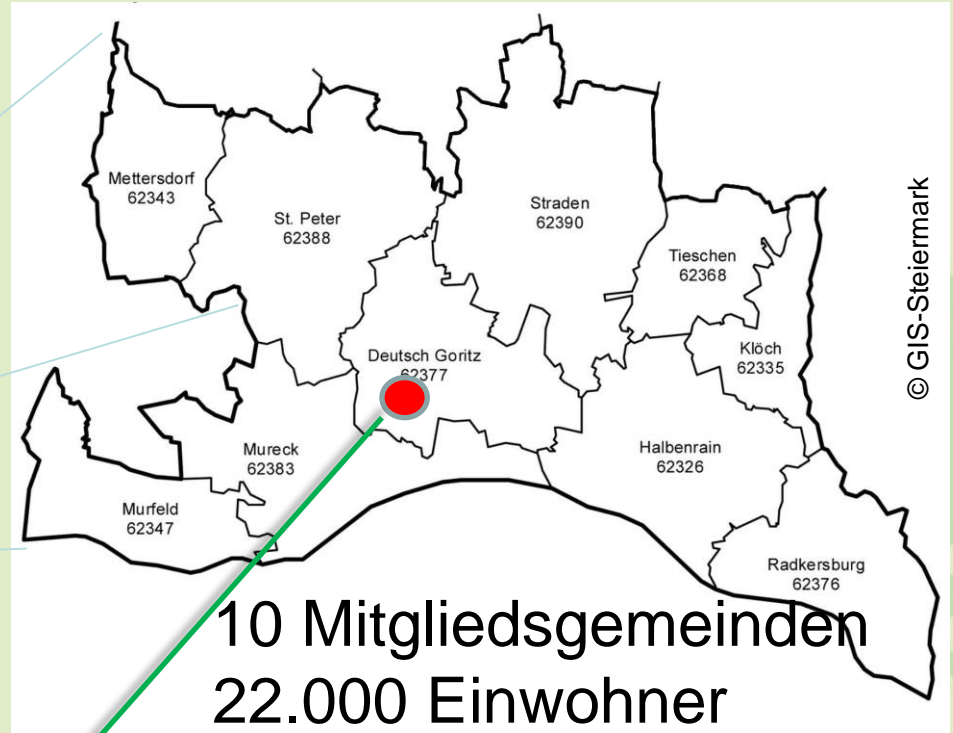 Mettersdorf
62343
St. Peter
62388
Straden
62390
Tieschen
62368
Klöch
62335
Deutsch Goritz
62377
Mureck
62383
Halbenrain
62326
Murfeld
62347
Radkersburg
62376
© GIS-Steiermark
10 Mitgliedsgemeinden
22.000 Einwohner